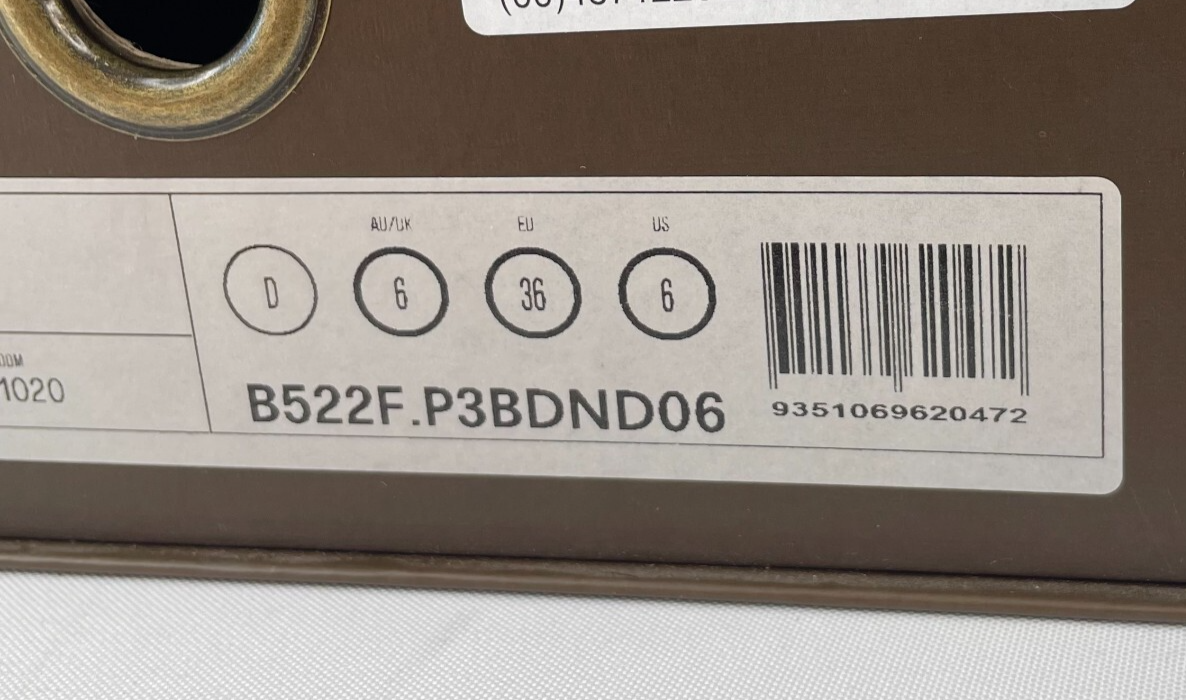 AU/UK EU US
D 6 36 6
1020
B522F.P3BDND06
9351069620472